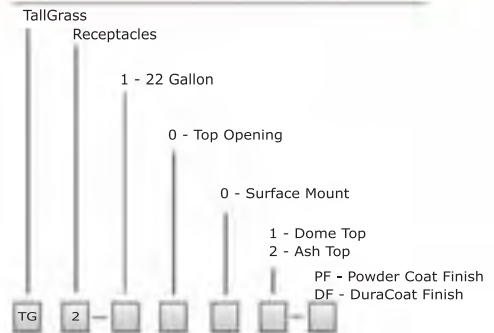 TallGrass
Receptacles
1 - 22 Gallon
0 - Top Opening
0 - Surface Mount
1 - Dome Top
2 - Ash Top
PF - Powder Coat Finish
DF - DuraCoat Finish
TG 2 - -